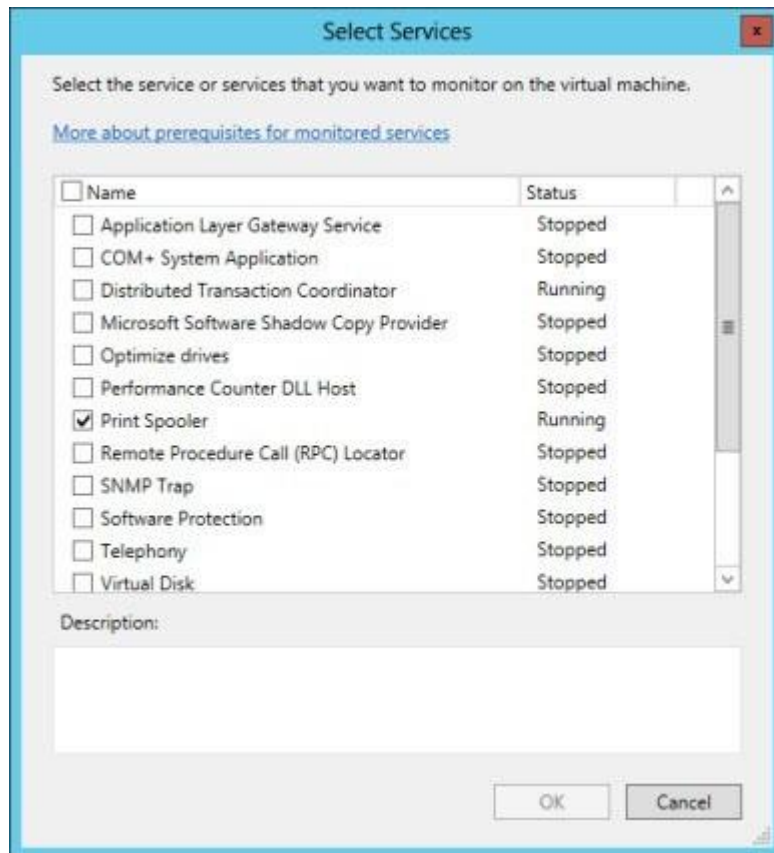 Select Services
x
Select the service or services that you want to monitor on the virtual machine.
More about prerequisites for monitored services
Name Status
Application Layer Gateway Service Stopped
COM+ System Application Stopped
Distributed Transaction Coordinator Running
Microsoft Software Shadow Copy Provider Stopped
Optimize drives Stopped
Performance Counter DLL Host Stopped
Print Spooler Running
Remote Procedure Call (RPC) Locator Stopped
SNMP Trap Stopped
Software Protection Stopped
Telephony Stopped
Virtual Disk Stopped
Description:
OK Cancel